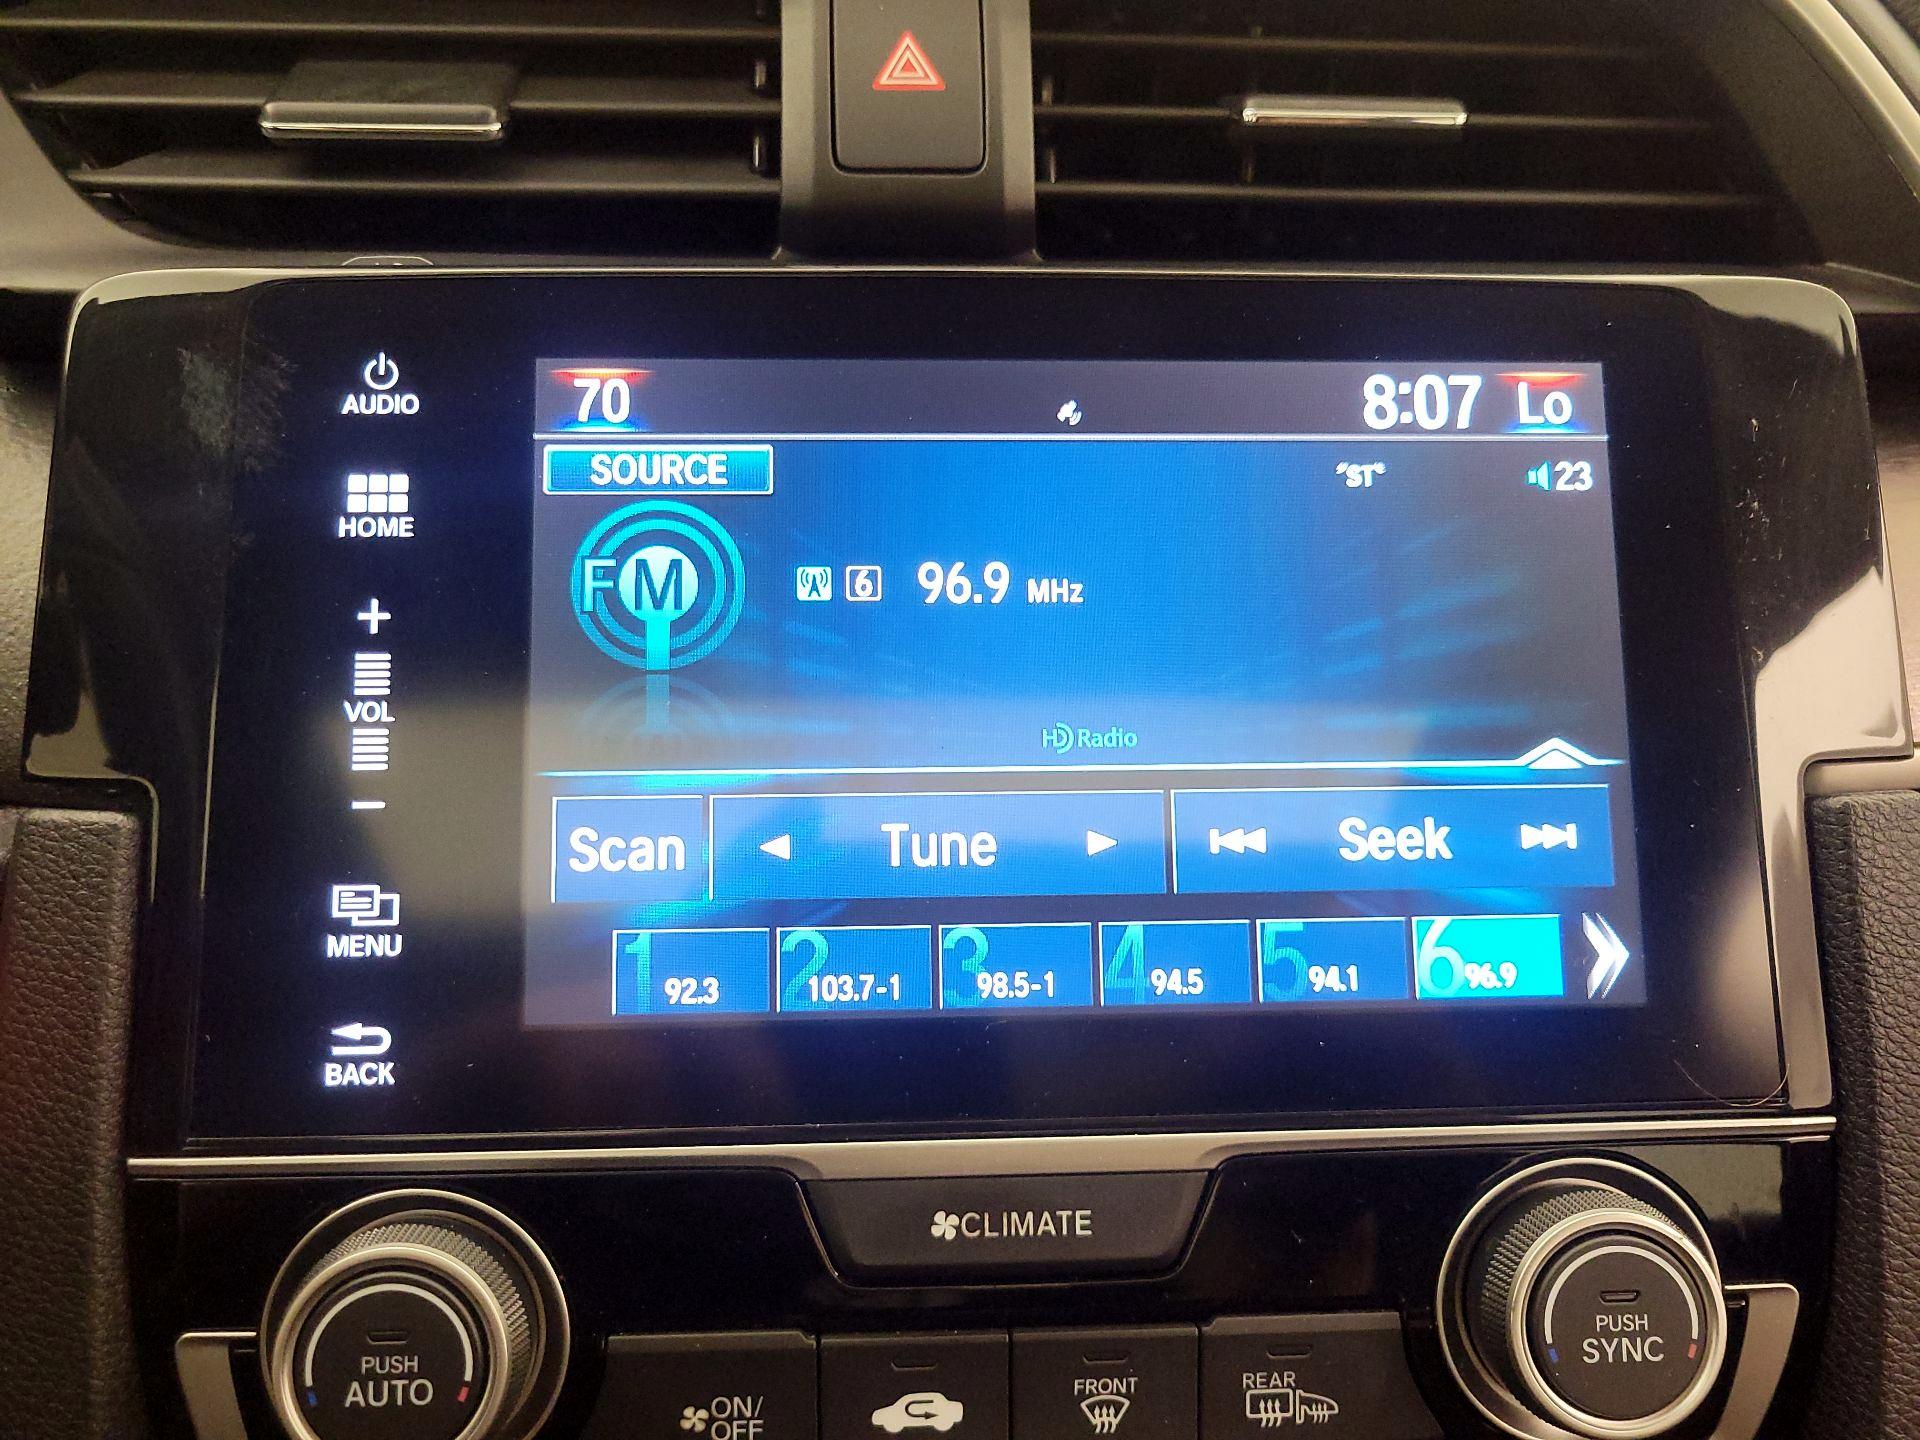 AUDIO
HOME
+
VOL
-
MENU
BACK
70
8:07
Lo
SOURCE
"ST"
23
FM
6
96.9 MHz
HD Radio
Scan
Tune
Seek
1 92.3
2 103.7-1
3 98.5-1
4 94.5
5 94.1
6 96.9
CLIMATE
PUSH
AUTO
ON/
OFF
FRONT
REAR
PUSH
SYNC